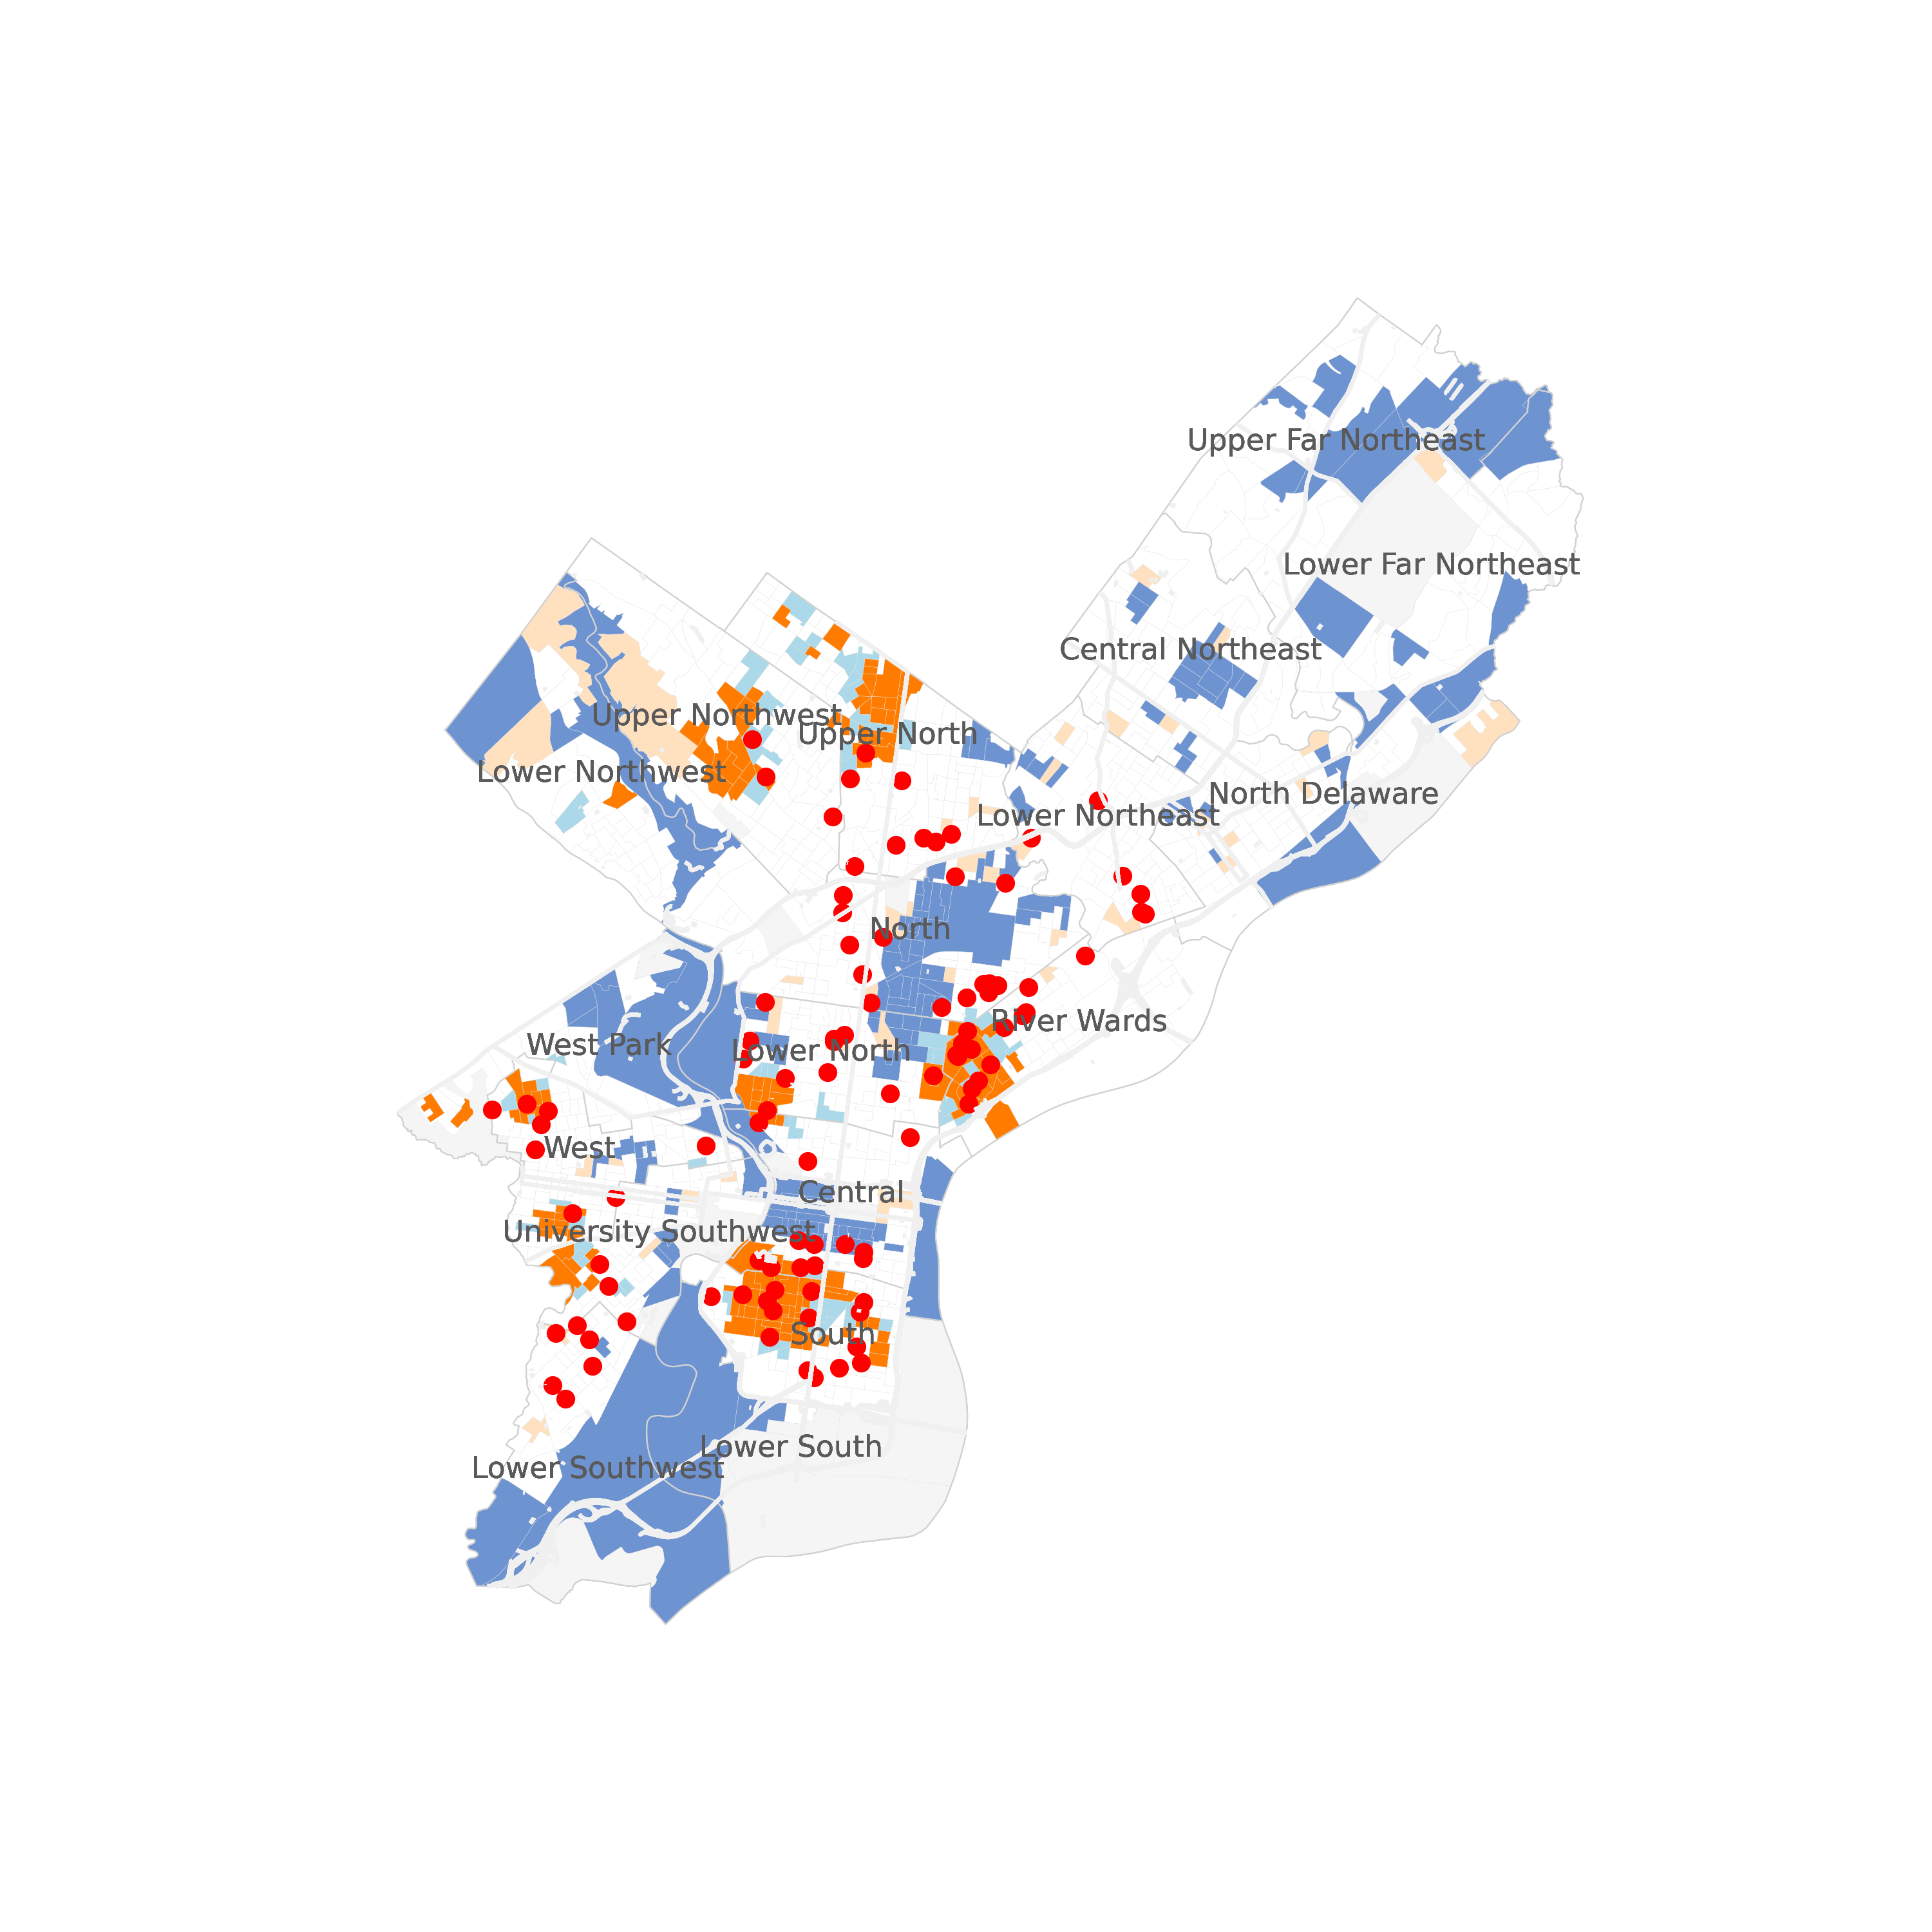 Upper Far Northeast
Lower Far Northeast
Central Northeast
Upper Northwest
Upper North
Lower Northwest
North Delaware
Lower Northeast
North
River Wards
West Park
Lower North
West
Central
University Southwest
South
Lower South
Lower Southwest